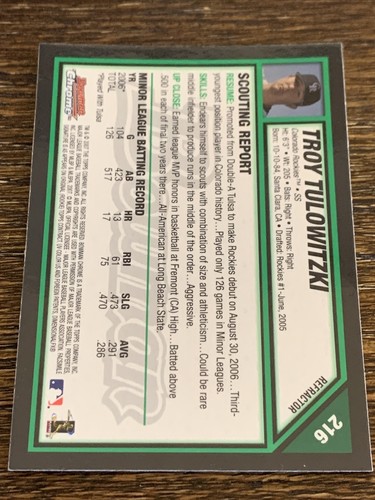 216
REFRACTOR
TROY TULOWITZKI
Colorado Rockies™ • SS
Ht: 6'3" • Wt: 205 • Bats: Right • Throws: Right
Born: 10-10-84, Santa Clara, CA • Drafted: Rockies #1-June, 2005
SCOUTING REPORT
RESUME: Promoted from Double-A Tulsa to make Rockies debut on August 30, 2006… Third-
youngest position player in Colorado history…Played only 126 games in Minor Leagues.
SKILLS: Endears himself to scouts with combination of size and athleticism… Could be rare
middle infielder to produce runs in the middle of the order… Aggressive.
UP CLOSE: Earned league MVP honors in basketball at Fremont (CA) High… Batted above
.500 in each of final two years there… All-American at Long Beach State.
MINOR LEAGUE BATTING RECORD
YR G AB HR RBI SLG AVG
2006* 104 423 13 61 .473 .291
TOTAL 126 517 17 75 .470 .286
*Played With Tulsa
Bowman
Chrome